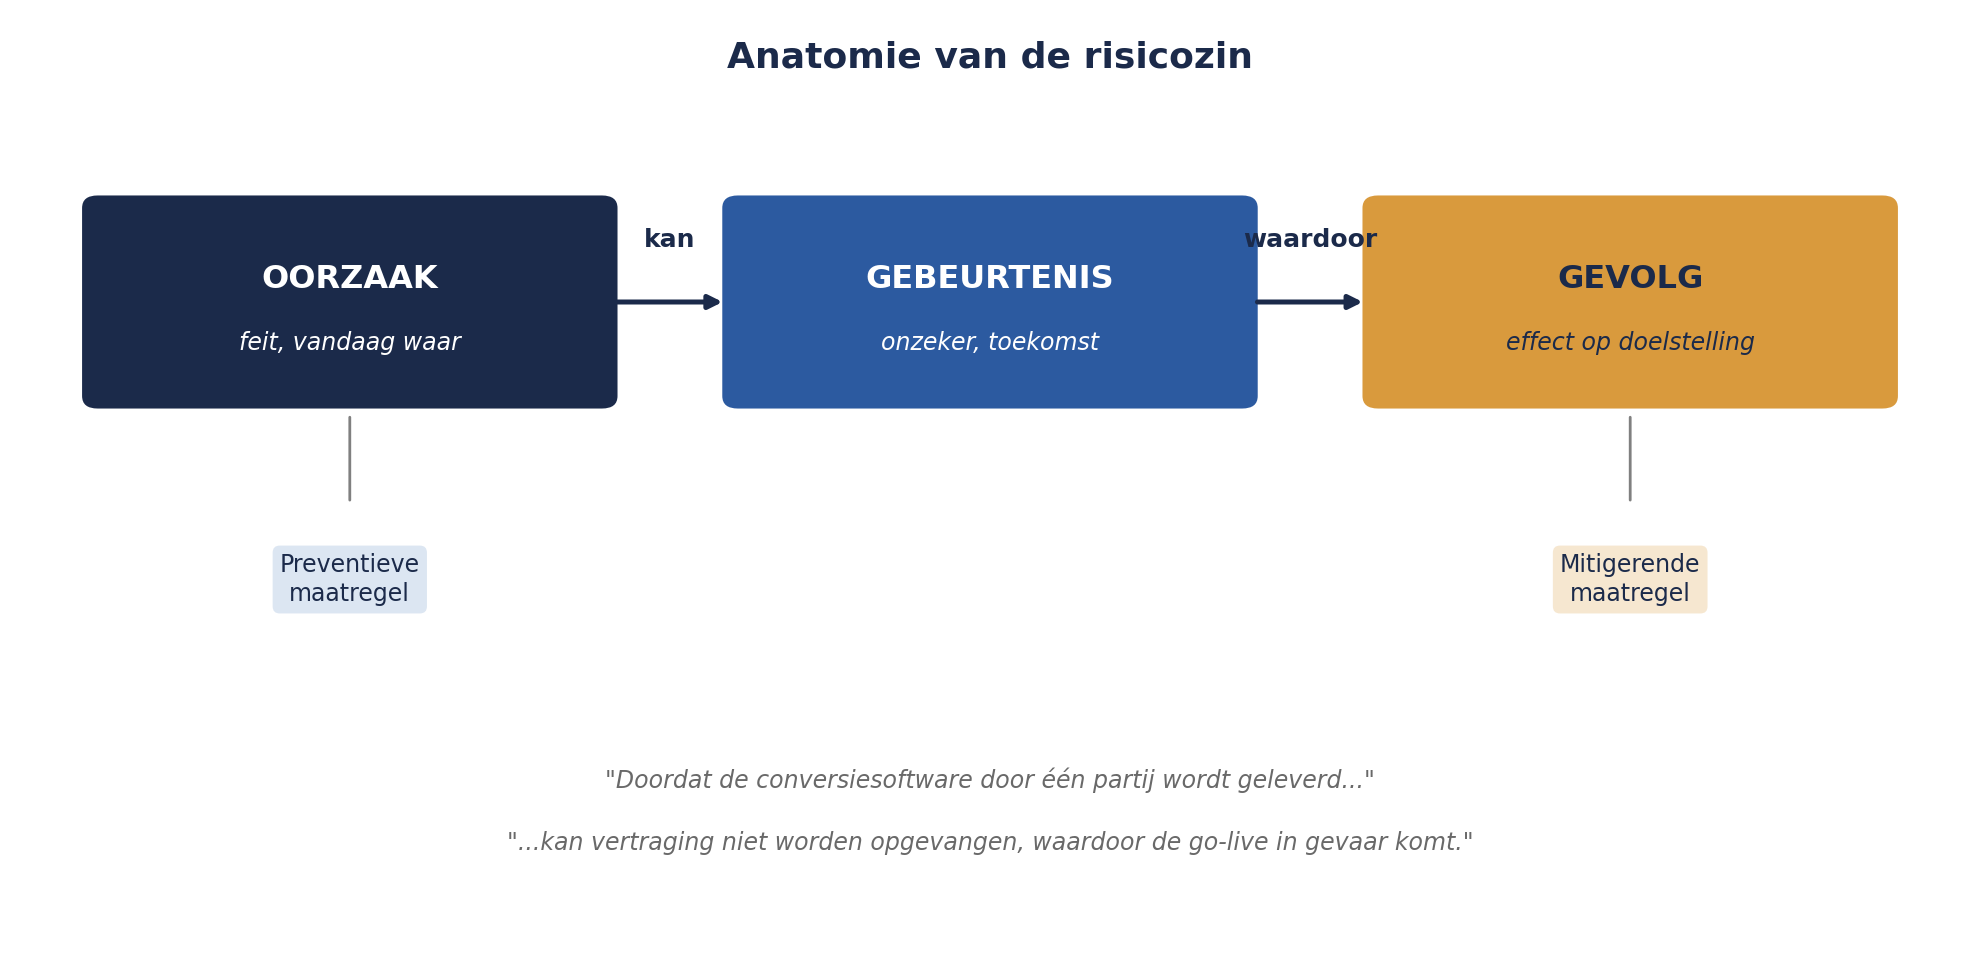 Anatomie van de risicozin
kan
waardoor
OORZAAK
GEBEURTENIS
GEVOLG
feit, vandaag waar
onzeker, toekomst
effect op doelstelling
Preventieve
maatregel
Mitigerende
maatregel
"Doordat de conversiesoftware door één partij wordt geleverd..."
"...kan vertraging niet worden opgevangen, waardoor de go-live in gevaar komt."